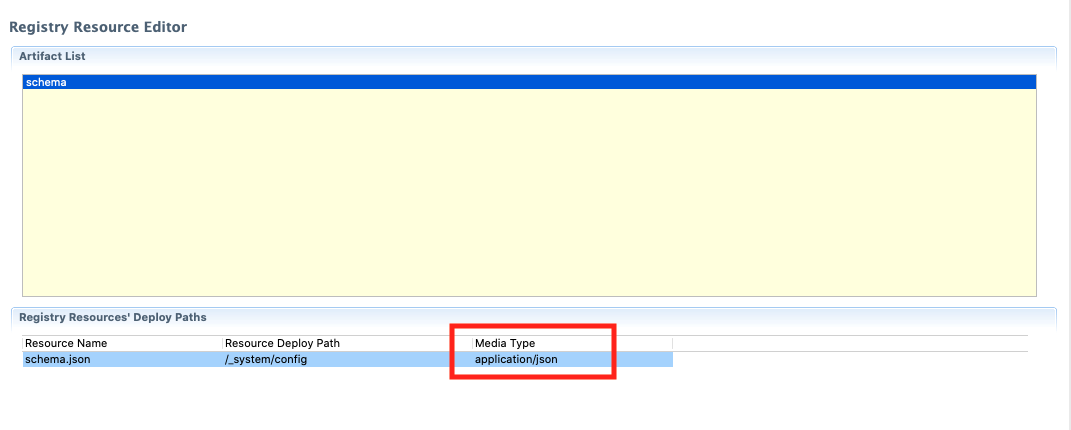 Registry Resource Editor
Artifact List
schema
Registry Resources' Deploy Paths
Resource Name Resource Deploy Path Media Type
schema.json /_system/config application/json